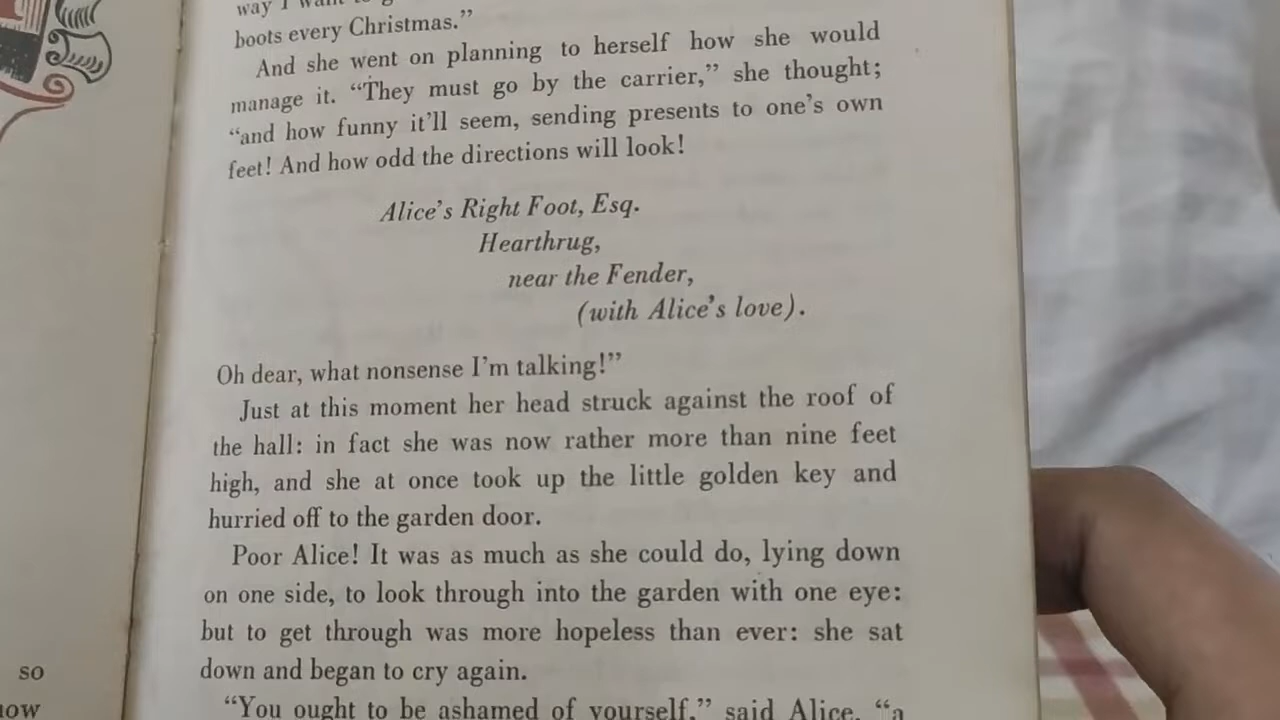 way I want to g
boots every Christmas.”
And she went on planning to herself how she would
manage it. “They must go by the carrier,” she thought;
“and how funny it’ll seem, sending presents to one’s own
feet! And how odd the directions will look!
Alice’s Right Foot, Esq.
Hearthrug,
near the Fender,
(with Alice’s love).
Oh dear, what nonsense I’m talking!”
Just at this moment her head struck against the roof of
the hall: in fact she was now rather more than nine feet
high, and she at once took up the little golden key and
hurried off to the garden door.
Poor Alice! It was as much as she could do, lying down
on one side, to look through into the garden with one eye:
but to get through was more hopeless than ever: she sat
down and began to cry again.
“You ought to be ashamed of yourself,” said Alice, “a
so
now